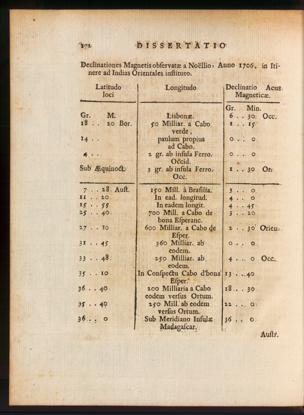 272 DISSERTATIO
Declinationes Magnetis observatæ a Noëllio, Anno 1706, in Iti-
nere ad Indias Orientales instituto.
Latitudo loci Longitudo Declinatio Acus Magneticæ.
Gr. M. Gr. Min.
18 .. 20 Bor. Lisbonæ. 6 .. 30 Occ.
50 Milliar. a Cabo verde. 1 .. 15
14 .. paulum propius ad Cabo. 0 .. 0
4 .. 2 gr. ab insula Ferro. Occid. 0 .. 0
Sub Æquinoct. 3 gr. ab insula Ferro. Occ. 1 .. 30 Or.
7 .. 28 Aust. 150 Mill. à Brasilia. 3 .. 0
11 .. 20 In ead. longitud. 4 .. 0
15 .. 55 In eadem longit. 4 .. 45
25 .. 40 700 Mill. a Cabo de bona Esperanc. 3 .. 20
27 .. 10 600 Milliar. a Cabo de Esper. 2 .. 30 Orien.
31 .. 45 360 Milliar. ab eodem. 0 .. 0
33 .. 48 250 Milliar. ab eodem. 4 .. 0 Occ.
35 .. 10 In Conspectu Cabo d'bona Esper. 13 .. 40
36 .. 40 200 Milliaria a Cabo eodem versus Ortum. 18 .. 30
35 .. 40 250 Mill. ab eodem versus Ortum. 22 .. 0
36 .. 0 Sub Meridiano Insulæ Madagascar. 36 .. 0 Occ.
Austr.